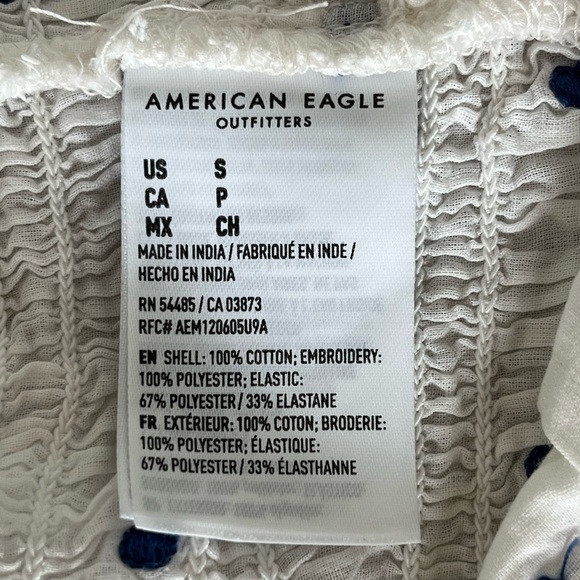 AMERICAN EAGLE
OUTFITTERS
US S
CA P
MX CH
MADE IN INDIA / FABRIQUÉ EN INDE /
HECHO EN INDIA
RN 54485 / CA 03873
RFC# AEM120605U9A
EN SHELL: 100% COTTON; EMBROIDERY:
100% POLYESTER; ELASTIC:
67% POLYESTER / 33% ELASTANE
FR EXTÉRIEUR: 100% COTON; BRODERIE:
100% POLYESTER; ÉLASTIQUE:
67% POLYESTER / 33% ÉLASTHANNE